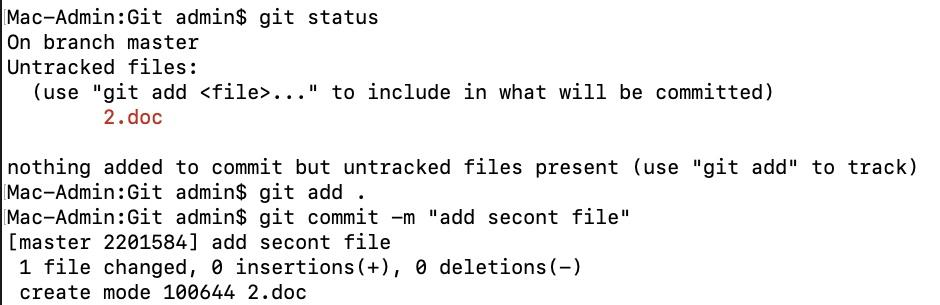 Mac-Admin:Git admin$ git status
On branch master
Untracked files:
  (use "git add <file>..." to include in what will be committed)
        2.doc

nothing added to commit but untracked files present (use "git add" to track)
Mac-Admin:Git admin$ git add .
Mac-Admin:Git admin$ git commit -m "add secont file"
[master 2201584] add secont file
 1 file changed, 0 insertions(+), 0 deletions(-)
 create mode 100644 2.doc